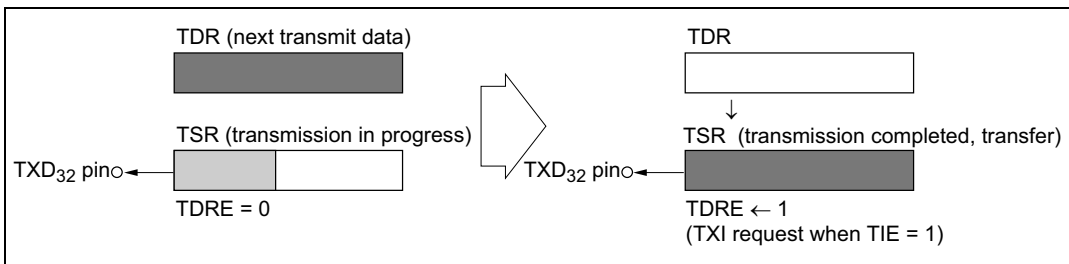 TDR (next transmit data)
TSR (transmission in progress)
TXD32 pin
TDRE = 0
TDR
↓
TSR (transmission completed, transfer)
TXD32 pin
TDRE ← 1
(TXI request when TIE = 1)